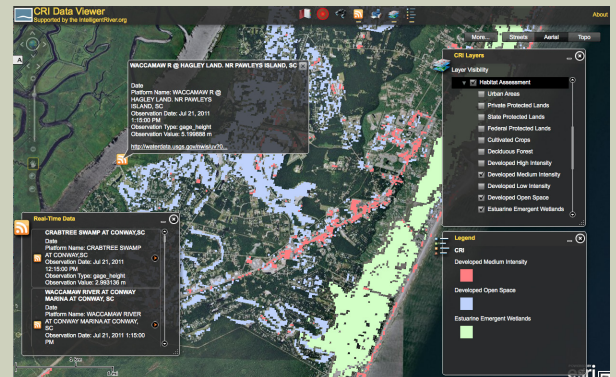 CRI Data Viewer
Supported by the IntelligentRiver.org
About
More...
Streets
Aerial
Topo
A
WACCAMAW R @ HAGLEY LAND. NR PAWLEYS ISLAND, SC
Date
Platform Name: WACCAMAW R @
HAGLEY LAND. NR PAWLEYS
ISLAND, SC
Observation Date: Jul 21, 2011
1:15:00 PM
Observation Type: gage_height
Observation Value: 5.199888 m
http://waterdata.usgs.gov/nwis/uv?0...
CRI Layers
Layer Visibility
Habitat Assessment
Urban Areas
Private Protected Lands
State Protected Lands
Federal Protected Lands
Cultivated Crops
Deciduous Forest
Developed High Intensity
Developed Medium Intensity
Developed Low Intensity
Developed Open Space
Estuarine Emergent Wetlands
Real-Time Data
CRABTREE SWAMP AT CONWAY,SC
Date
Platform Name: CRABTREE SWAMP
AT CONWAY,SC
Observation Date: Jul 21, 2011
12:15:00 PM
Observation Type: gage_height
Observation Value: 2.993136 m
WACCAMAW RIVER AT CONWAY
MARINA AT CONWAY, SC
Date
Platform Name: WACCAMAW RIVER
AT CONWAY MARINA AT CONWAY,
SC
Observation Date: Jul 21, 2011 1:15:00
PM
Legend
CRI
Developed Medium Intensity
Developed Open Space
Estuarine Emergent Wetlands
esri